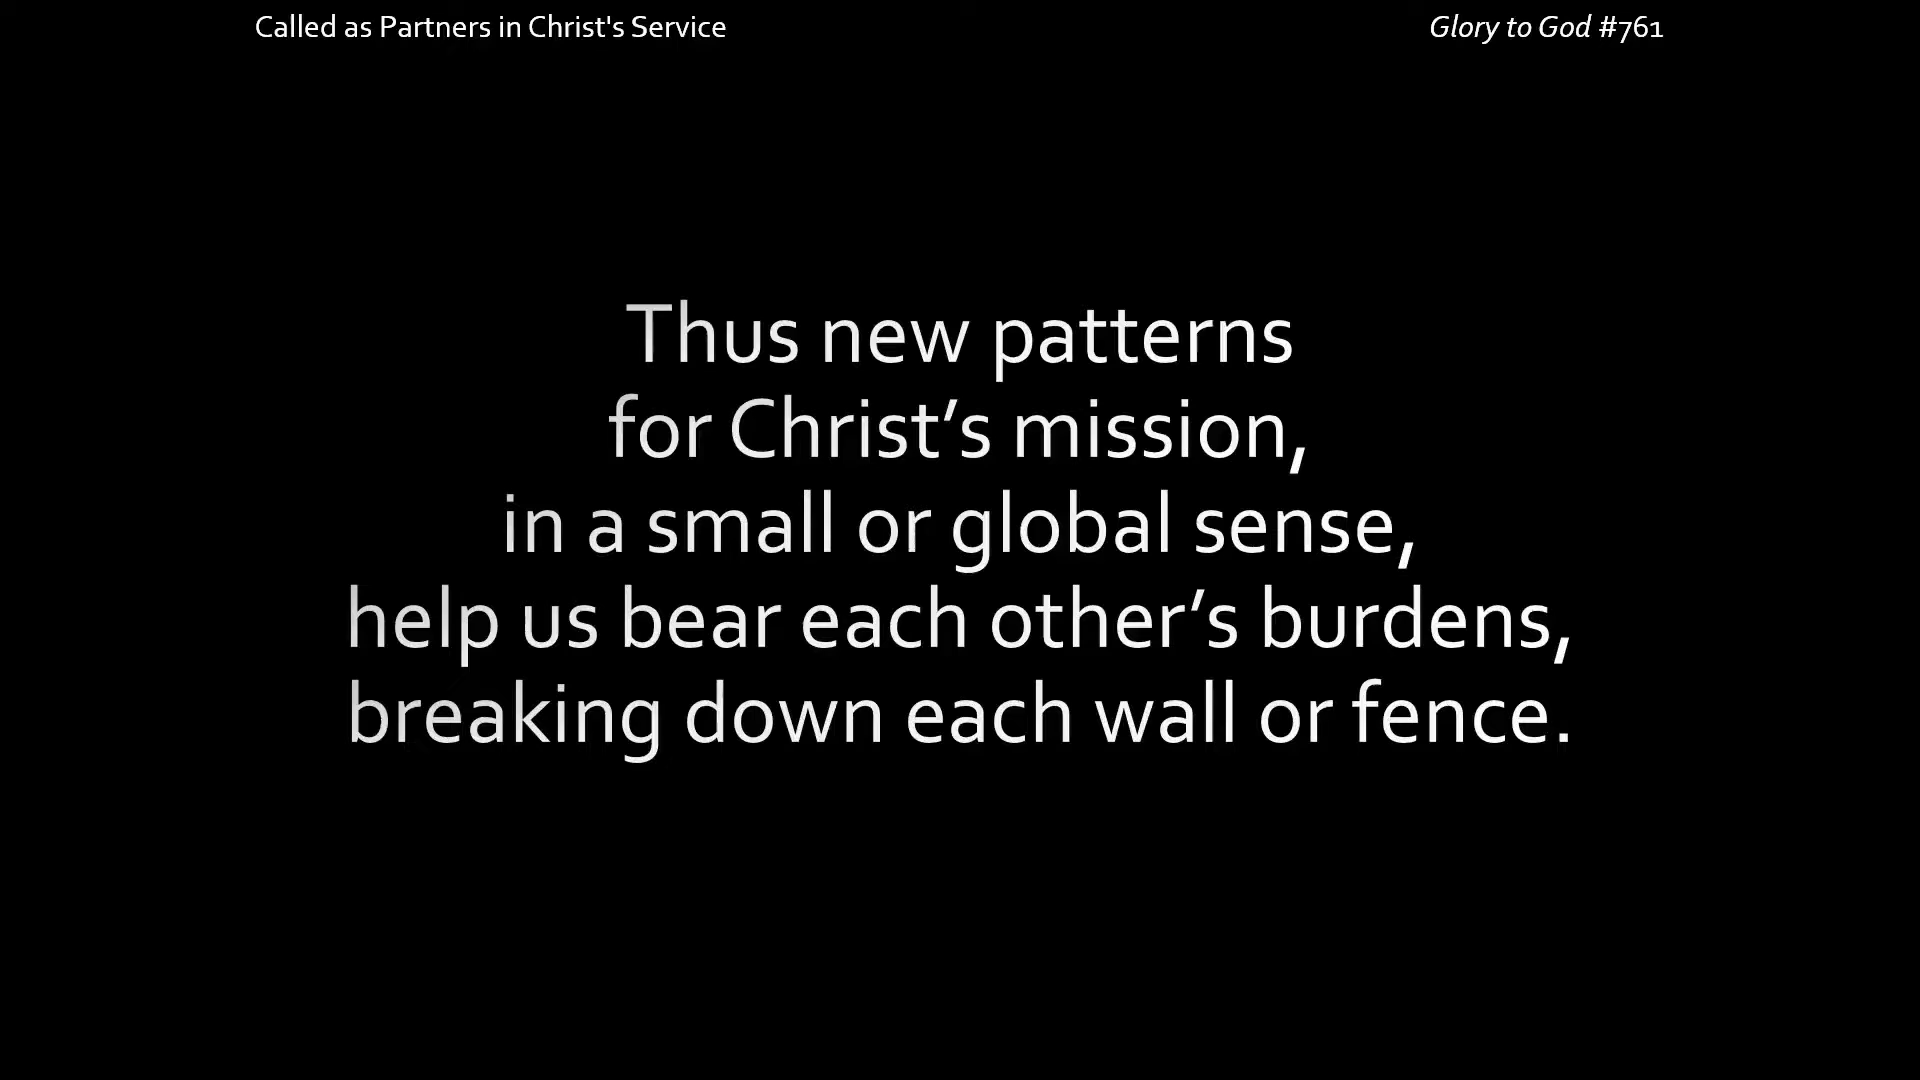 Called as Partners in Christ's Service
Glory to God #761
Thus new patterns
for Christ’s mission,
in a small or global sense,
help us bear each other’s burdens,
breaking down each wall or fence.